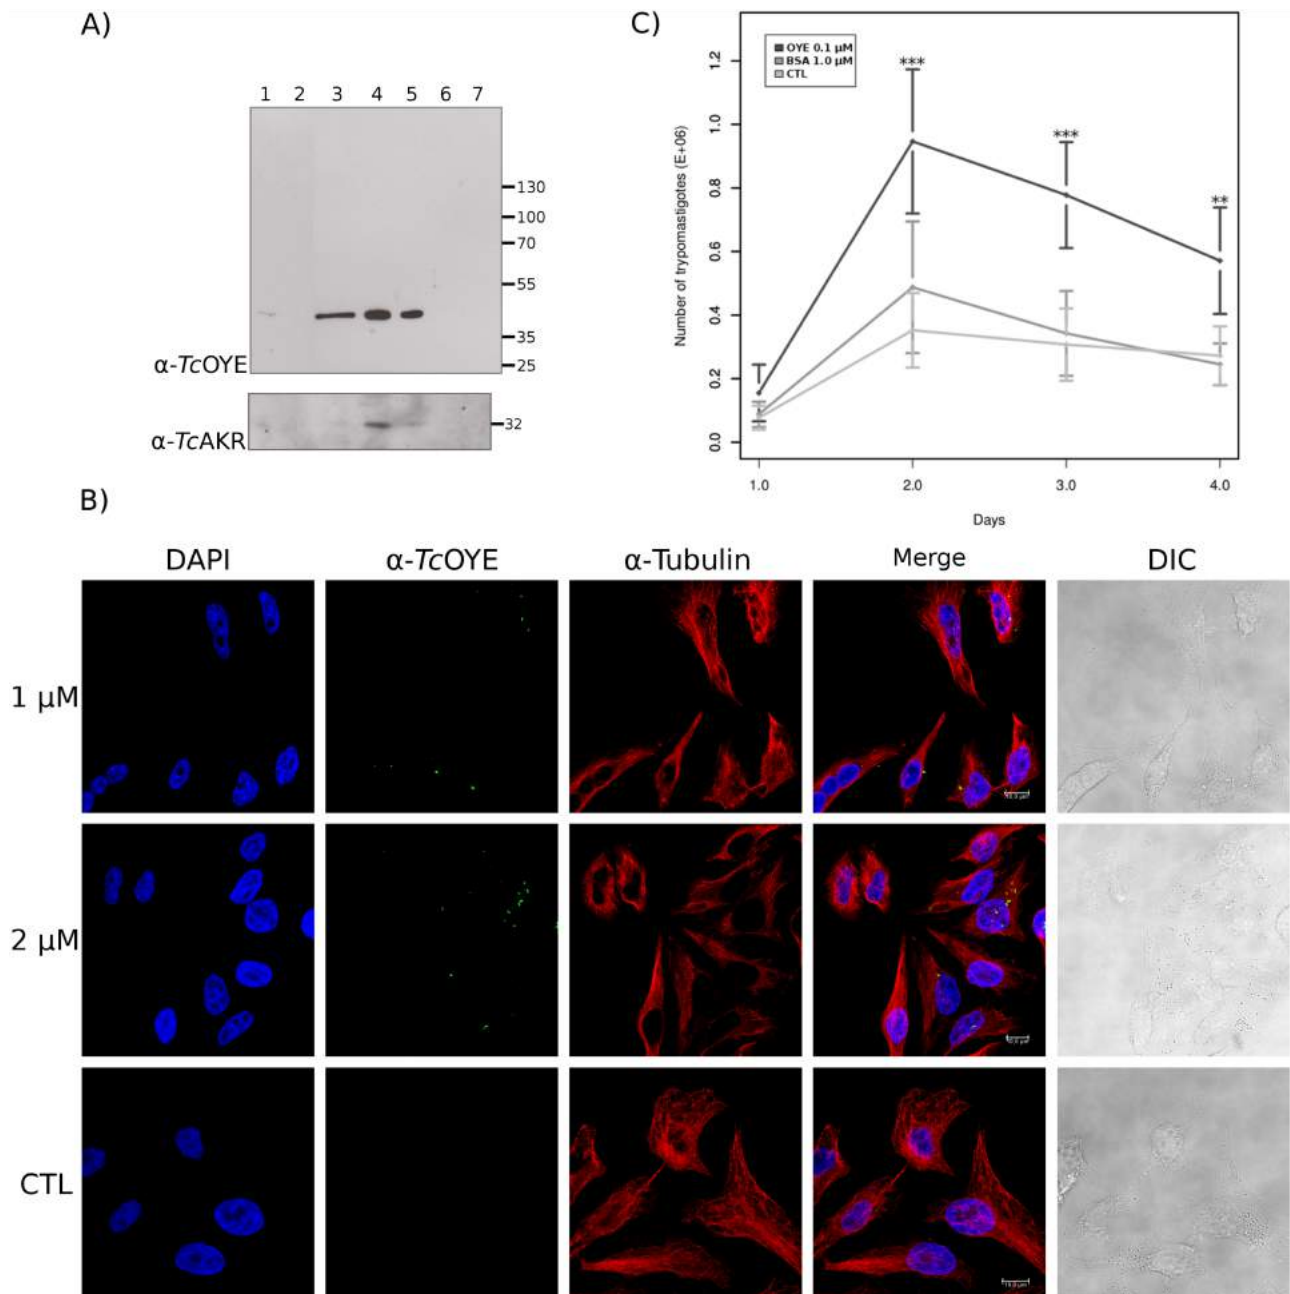 A)
1 2 3 4 5 6 7
130
100
70
55
35
25
α-TcOYE
32
α-TcAKR
C)
OYE 0.1 µM
BSA 1.0 µM
CTL
Number of trypomastigotes (E+06)
1.2
1.0
0.8
0.6
0.4
0.2
0.0
***
***
**
1.0 2.0 3.0 4.0
Days
B)
DAPI α-TcOYE α-Tubulin Merge DIC
1 µM
2 µM
CTL